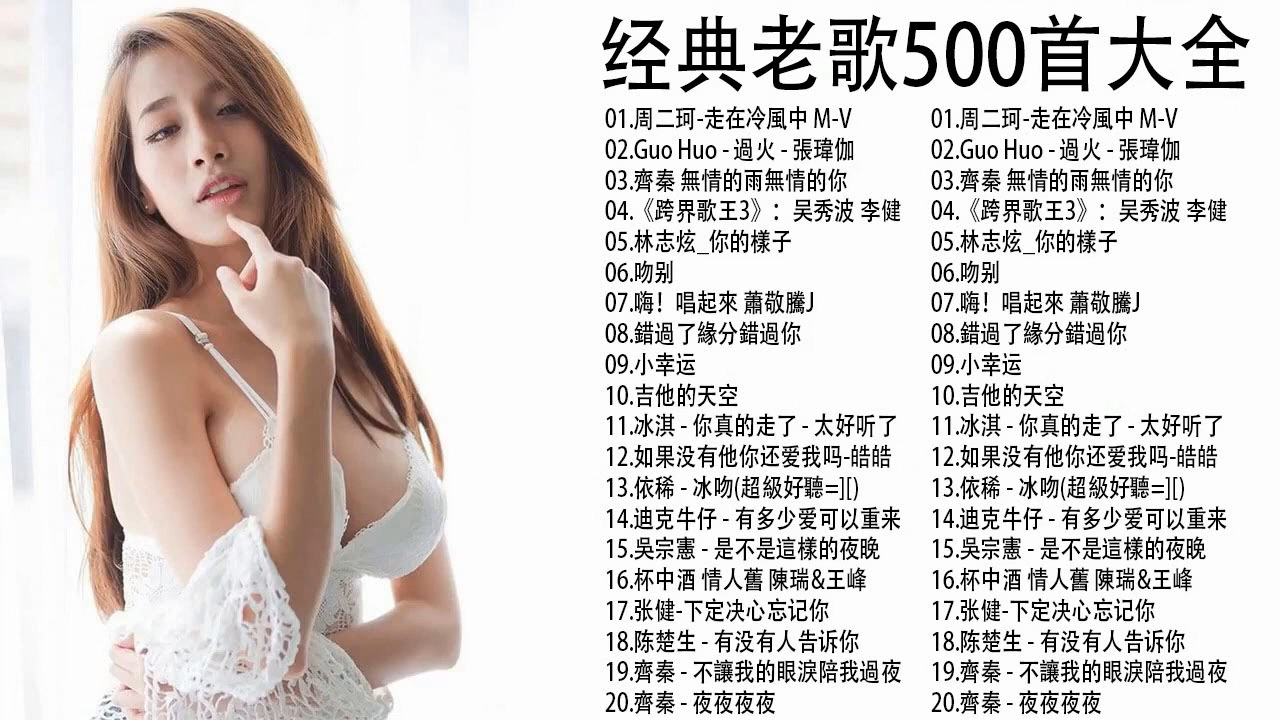 经典老歌500首大全
01.周二珂-走在冷風中 M-V
02.Guo Huo - 過火 - 張瑋伽
03.齊秦 無情的雨無情的你
04.《跨界歌王3》：吴秀波 李健
05.林志炫_你的樣子
06.吻别
07.嗨！唱起來 蕭敬騰J
08.錯過了緣分錯過你
09.小幸运
10.吉他的天空
11.冰淇 - 你真的走了 - 太好听了
12.如果没有他你还爱我吗-皓皓
13.依稀 - 冰吻(超級好聽=][)
14.迪克牛仔 - 有多少爱可以重来
15.吳宗憲 - 是不是這樣的夜晚
16.杯中酒 情人舊 陳瑞&王峰
17.张健-下定决心忘记你
18.陈楚生 - 有没有人告诉你
19.齊秦 - 不讓我的眼淚陪我過夜
20.齊秦 - 夜夜夜夜
01.周二珂-走在冷風中 M-V
02.Guo Huo - 過火 - 張瑋伽
03.齊秦 無情的雨無情的你
04.《跨界歌王3》：吴秀波 李健
05.林志炫_你的樣子
06.吻别
07.嗨！唱起來 蕭敬騰J
08.錯過了緣分錯過你
09.小幸运
10.吉他的天空
11.冰淇 - 你真的走了 - 太好听了
12.如果没有他你还爱我吗-皓皓
13.依稀 - 冰吻(超級好聽=][)
14.迪克牛仔 - 有多少爱可以重来
15.吳宗憲 - 是不是這樣的夜晚
16.杯中酒 情人舊 陳瑞&王峰
17.张健-下定决心忘记你
18.陈楚生 - 有没有人告诉你
19.齊秦 - 不讓我的眼淚陪我過夜
20.齊秦 - 夜夜夜夜